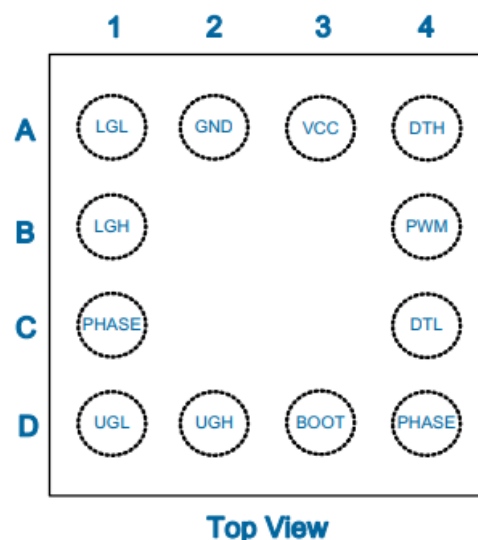 1 2 3 4
A LGL GND VCC DTH
B LGH PWM
C PHASE DTL
D UGL UGH BOOT PHASE
Top View